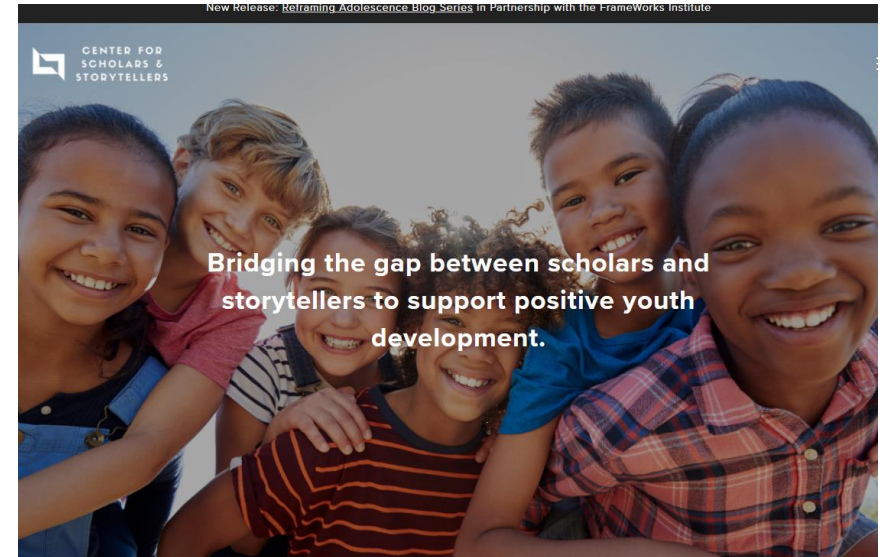 New Release: Reframing Adolescence Blog Series in Partnership with the FrameWorks Institute
CENTER FOR
SCHOLARS &
STORYTELLERS
Bridging the gap between scholars and
storytellers to support positive youth
development.